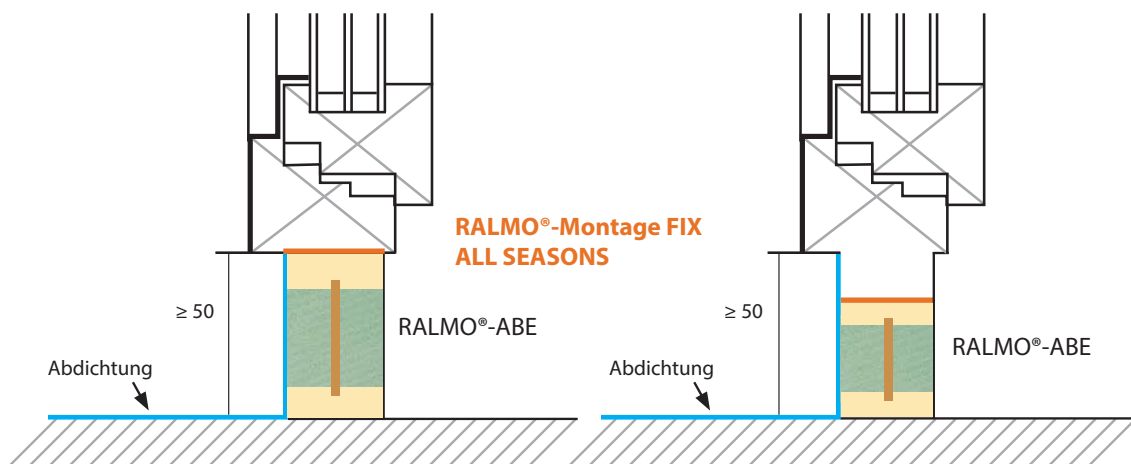 RALMO®-Montage FIX
ALL SEASONS
≥ 50
RALMO®-ABE
Abdichtung
≥ 50
RALMO®-ABE
Abdichtung